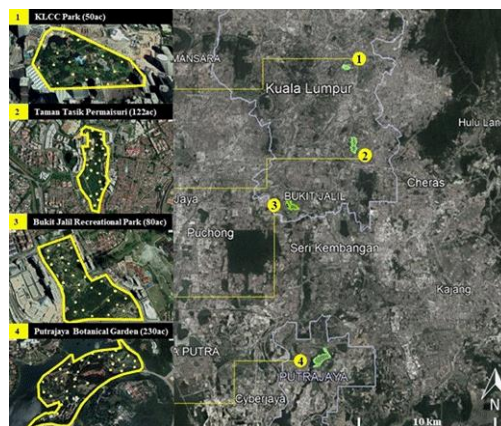 1 KLCC Park (50ac)
2 Taman Tasik Permaisuri (122ac)
3 Bukit Jalil Recreational Park (80ac)
4 Putrajaya Botanical Garden (230ac)
MANSARA
1
Kuala Lumpur
Hulu Lan
2
Cheras
Jaya
3
BUKIT JALIL
Puchong
Seri Kembangan
Kajang
A PUTRA
4
PUTRAJAYA
Cyberjaya
N
10 km